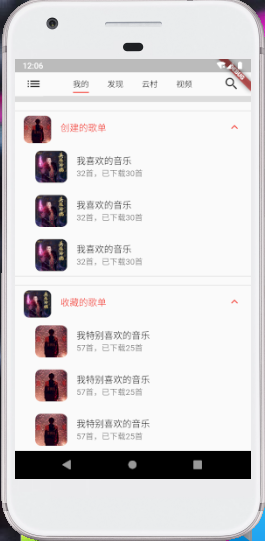 12:06
我的 发现 云村 视频
创建的歌单
我喜欢的音乐
32首，已下载30首
我喜欢的音乐
32首，已下载30首
我喜欢的音乐
32首，已下载30首
收藏的歌单
我特别喜欢的音乐
57首，已下载25首
我特别喜欢的音乐
57首，已下载25首
我特别喜欢的音乐
57首，已下载25首